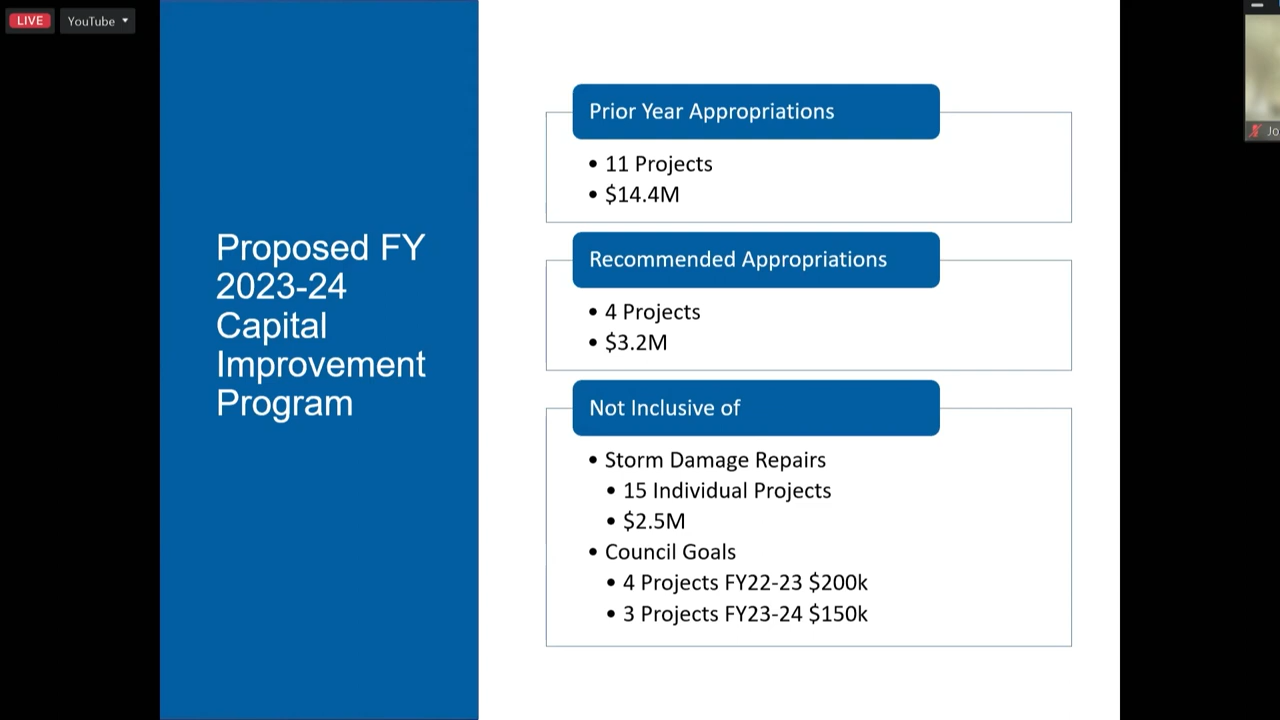 LIVE
YouTube
Proposed FY
2023-24
Capital
Improvement
Program
Prior Year Appropriations
• 11 Projects
• $14.4M
Recommended Appropriations
• 4 Projects
• $3.2M
Not Inclusive of
• Storm Damage Repairs
• 15 Individual Projects
• $2.5M
• Council Goals
• 4 Projects FY22-23 $200k
• 3 Projects FY23-24 $150k
Jo